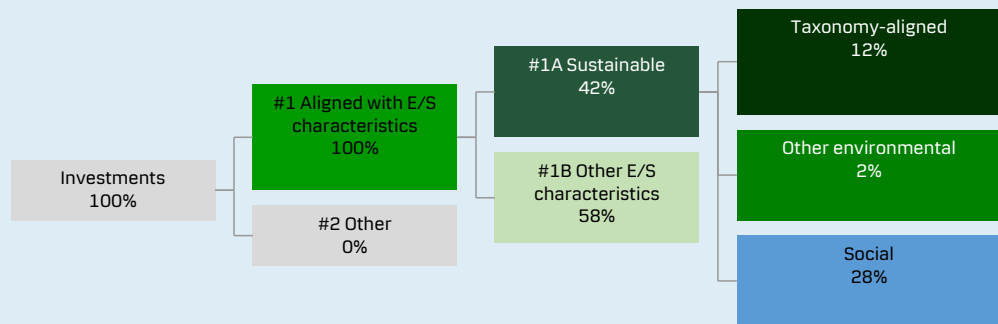 Investments
100%
#1 Aligned with E/S
characteristics
100%
#2 Other
0%
#1A Sustainable
42%
#1B Other E/S
characteristics
58%
Taxonomy-aligned
12%
Other environmental
2%
Social
28%